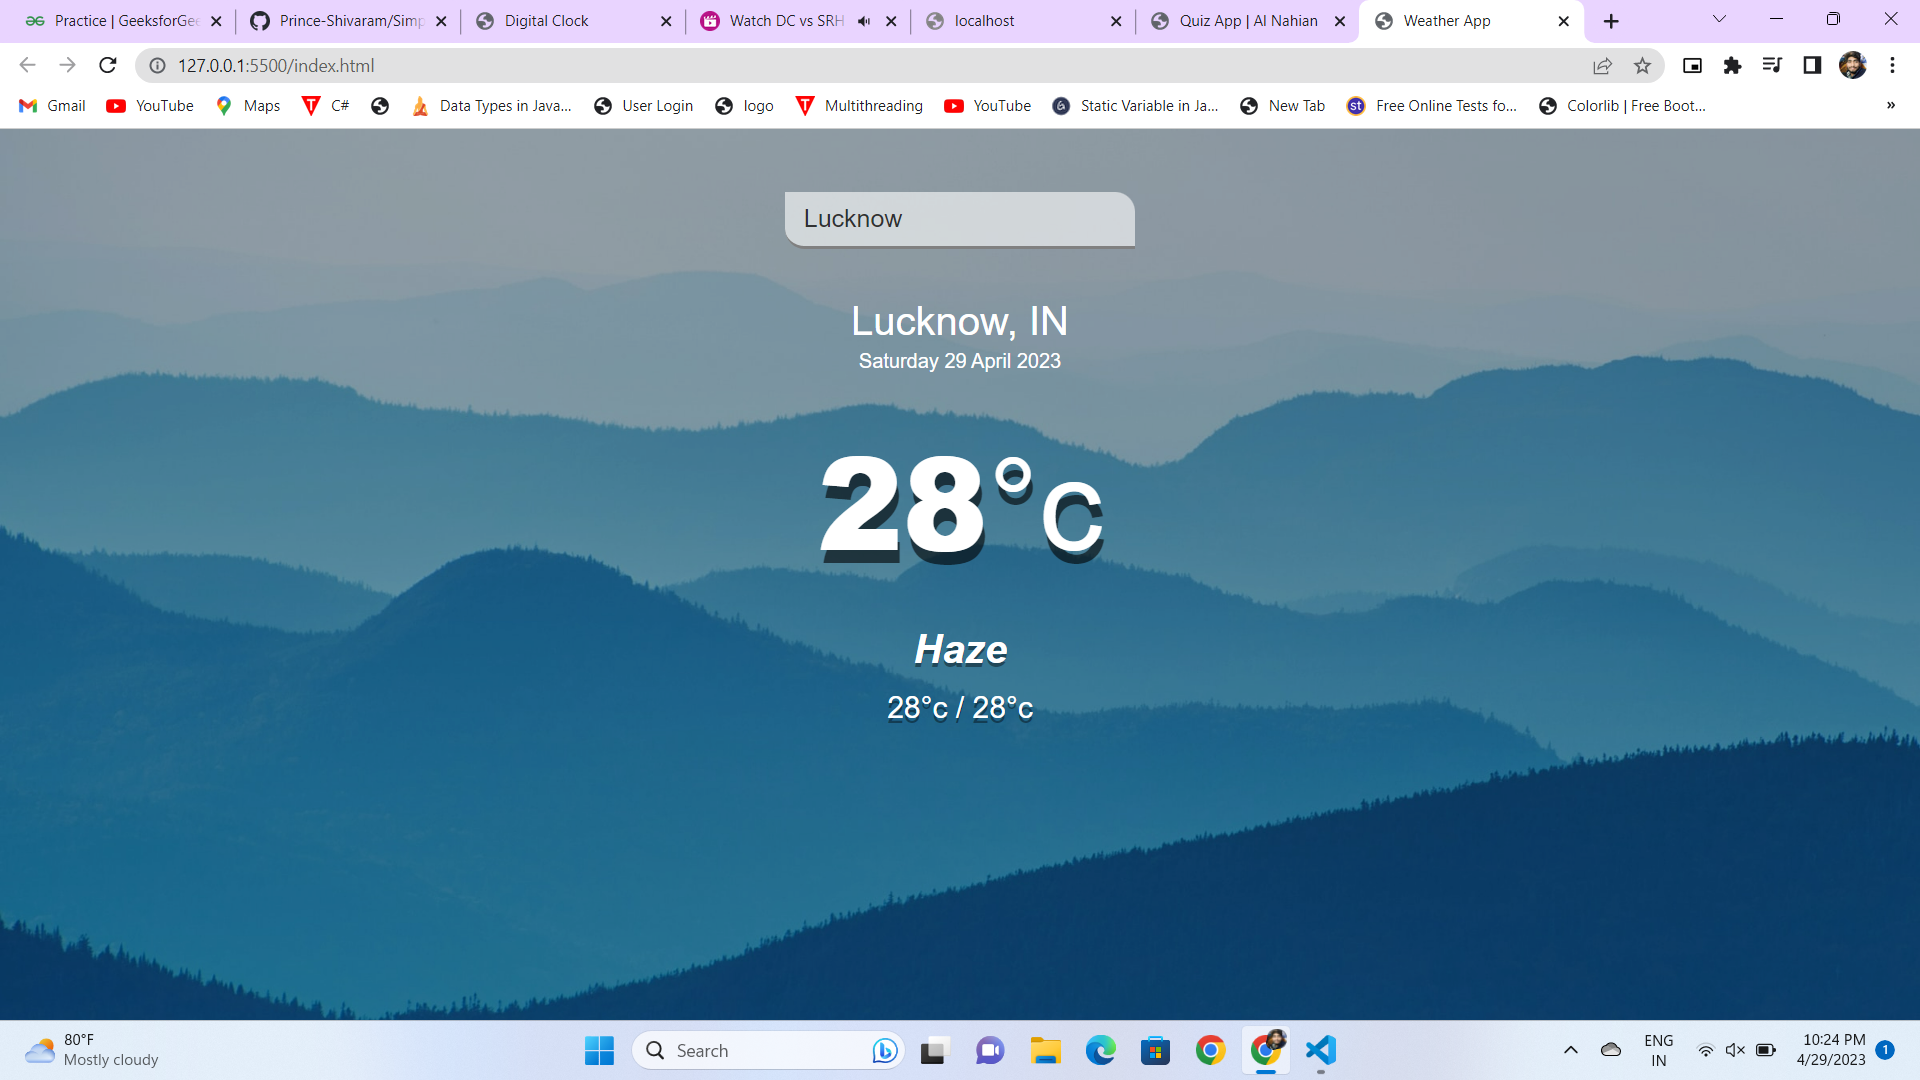 Practice | GeeksforGee
Prince-Shivaram/Simp
Digital Clock
Watch DC vs SRH
localhost
Quiz App | Al Nahian
Weather App
127.0.0.1:5500/index.html
Gmail
YouTube
Maps
C#
Data Types in Java...
User Login
logo
Multithreading
YouTube
Static Variable in Ja...
New Tab
st
Free Online Tests fo...
Colorlib | Free Boot...
»
Lucknow
Lucknow, IN
Saturday 29 April 2023
28°C
Haze
28°c / 28°c
80°F
Mostly cloudy
Search
ENG
IN
10:24 PM
4/29/2023
1